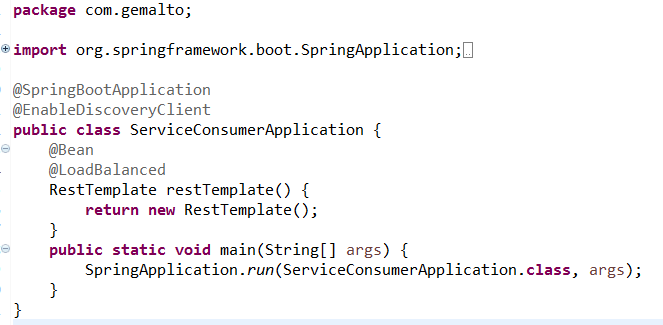 package com.gemalto;
import org.springframework.boot.SpringApplication;
@SpringBootApplication
@EnableDiscoveryClient
public class ServiceConsumerApplication {
    @Bean
    @LoadBalanced
    RestTemplate restTemplate() {
        return new RestTemplate();
    }
    public static void main(String[] args) {
        SpringApplication.run(ServiceConsumerApplication.class, args);
    }
}